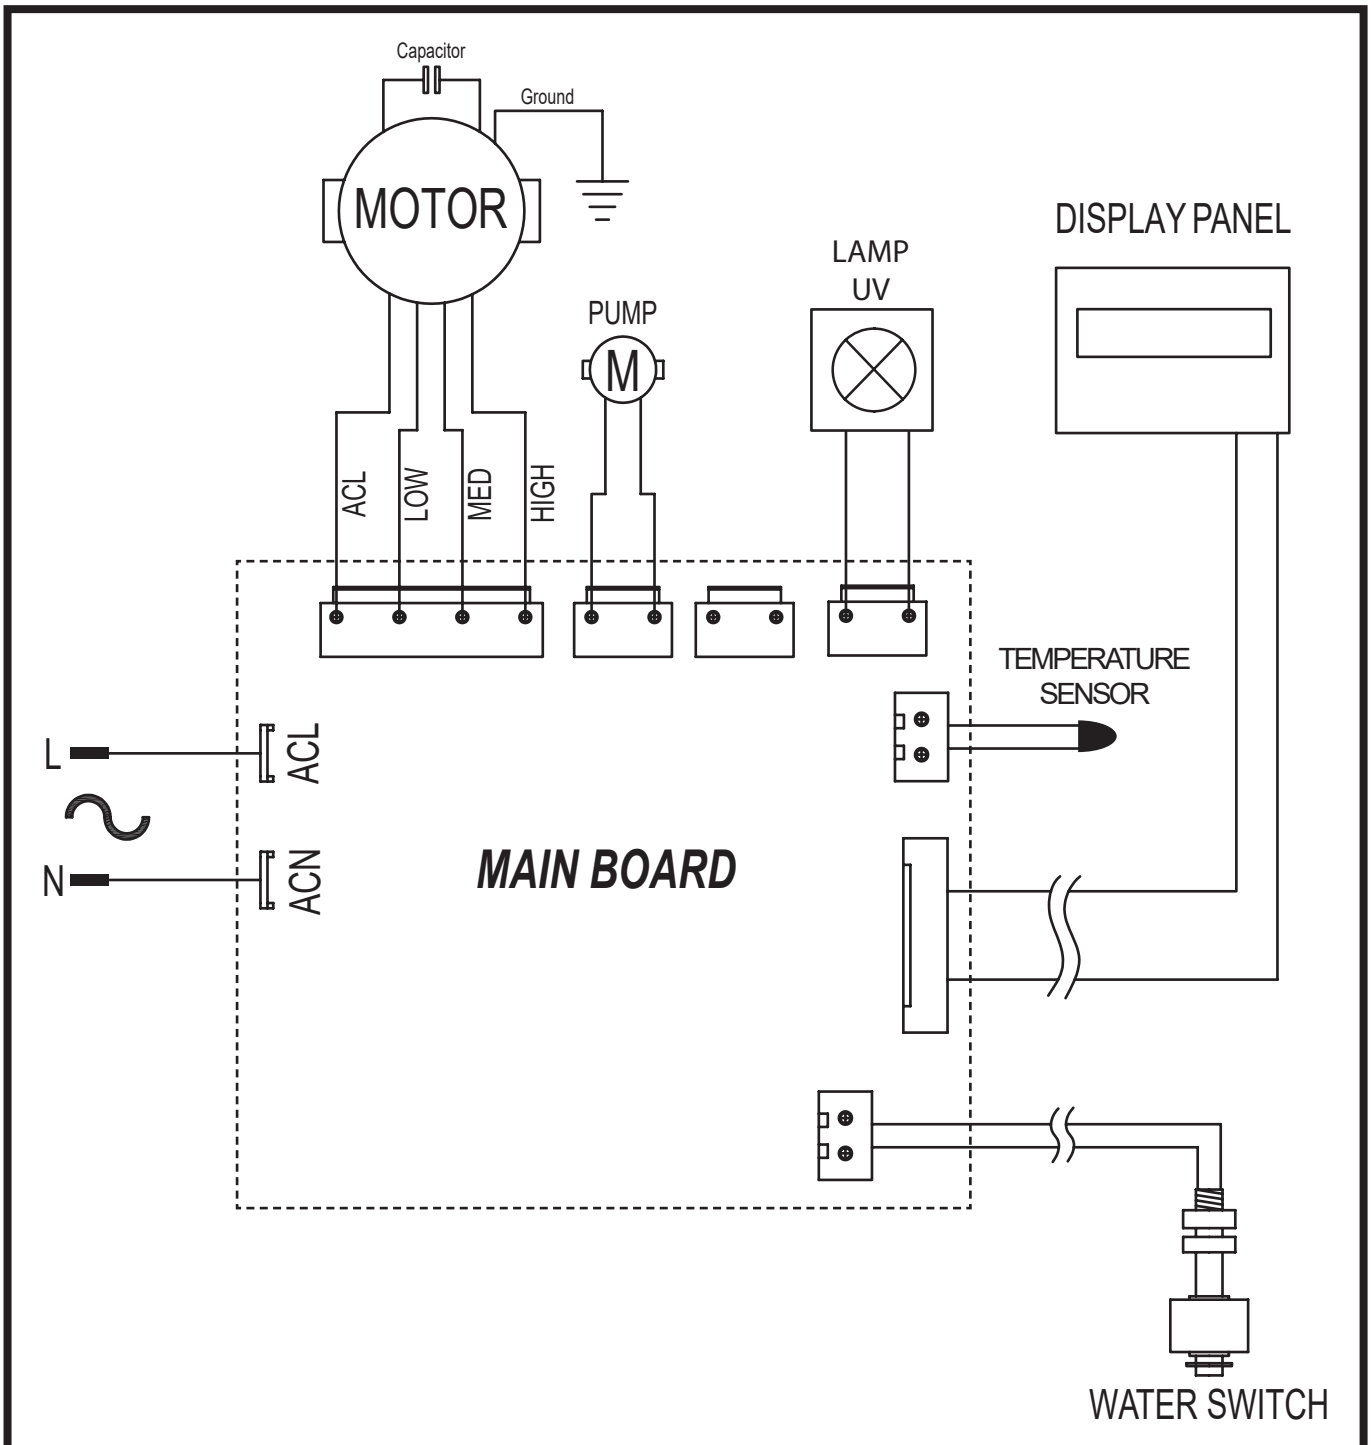 Capacitor
Ground
MOTOR
DISPLAY PANEL
LAMP
UV
PUMP
M
ACL
LOW
MED
HIGH
TEMPERATURE
SENSOR
L
ACL
N
ACN
MAIN BOARD
WATER SWITCH